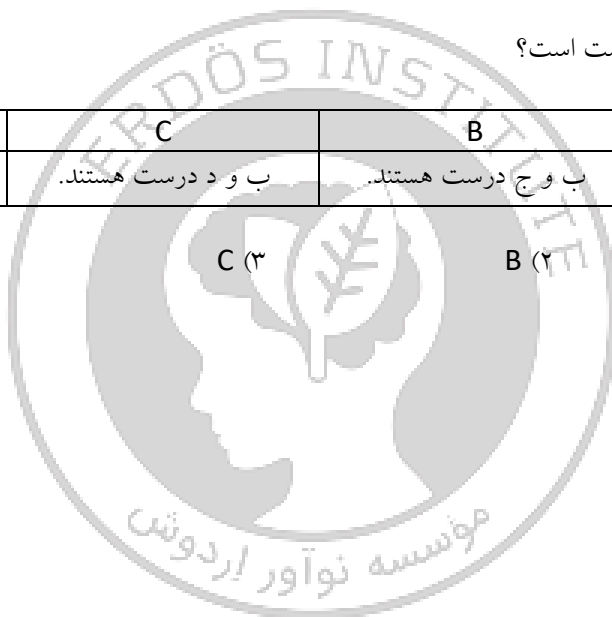 است؟
C B
ب و د درست هستند. ب و ج درست هستند.
C (۳ B (۲
ERDÖS INSTITUTE
مؤسسه نوآور اردوش